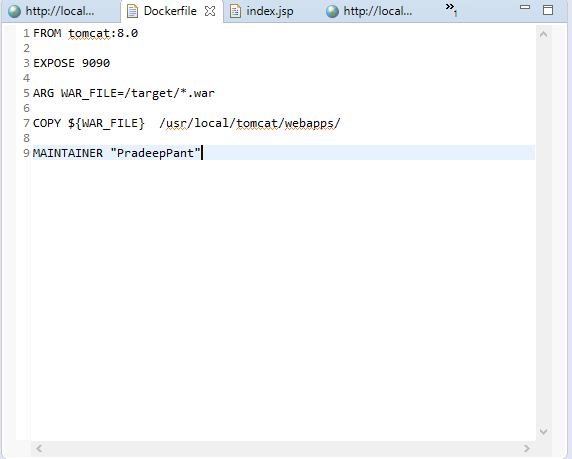 http://local...
Dockerfile
index.jsp
http://local...
»1
1 FROM tomcat:8.0
2
3 EXPOSE 9090
4
5 ARG WAR_FILE=/target/*.war
6
7 COPY ${WAR_FILE}  /usr/local/tomcat/webapps/
8
9 MAINTAINER "PradeepPant"